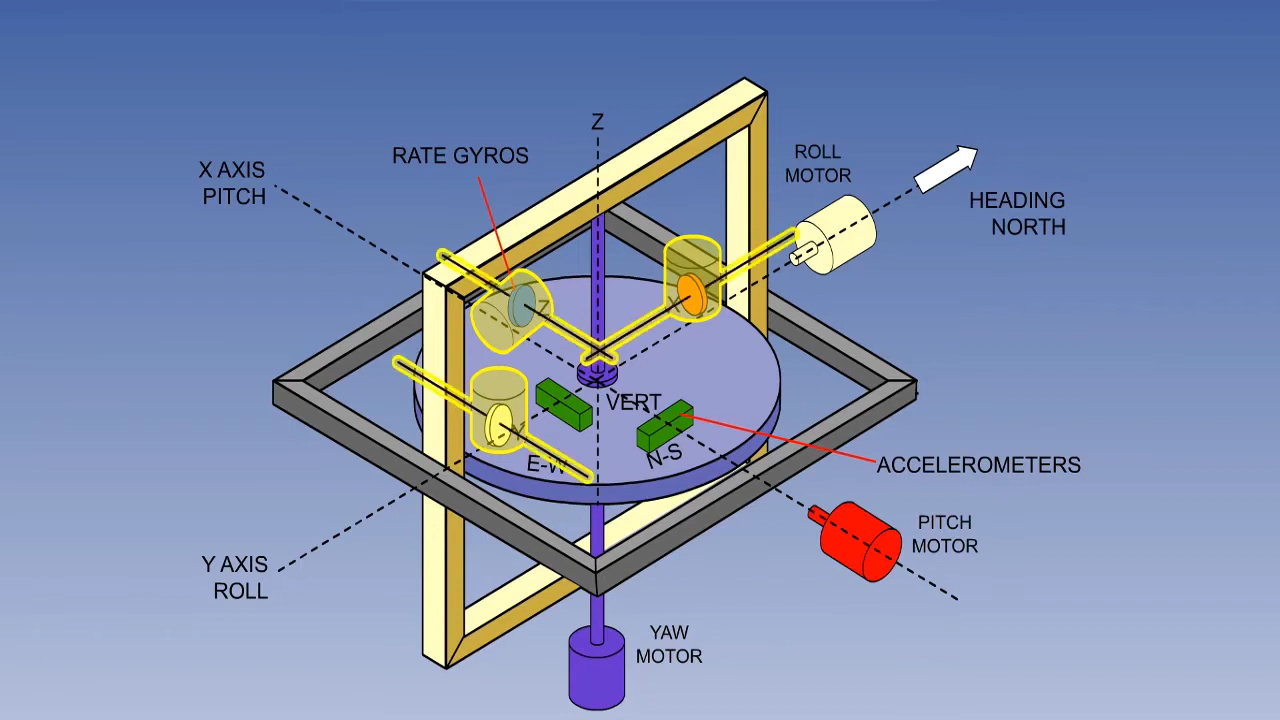 Z
RATE GYROS
X AXIS
PITCH
ROLL
MOTOR
HEADING
NORTH
Z
X
Y
VERT
E-W
N-S
ACCELEROMETERS
PITCH
MOTOR
Y AXIS
ROLL
YAW
MOTOR